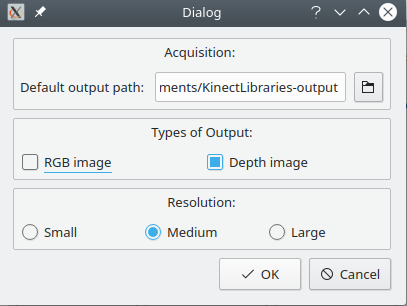 Dialog
Acquisition:
Default output path: ments/KinectLibraries-output
Types of Output:
RGB image Depth image
Resolution:
Small Medium Large
OK Cancel